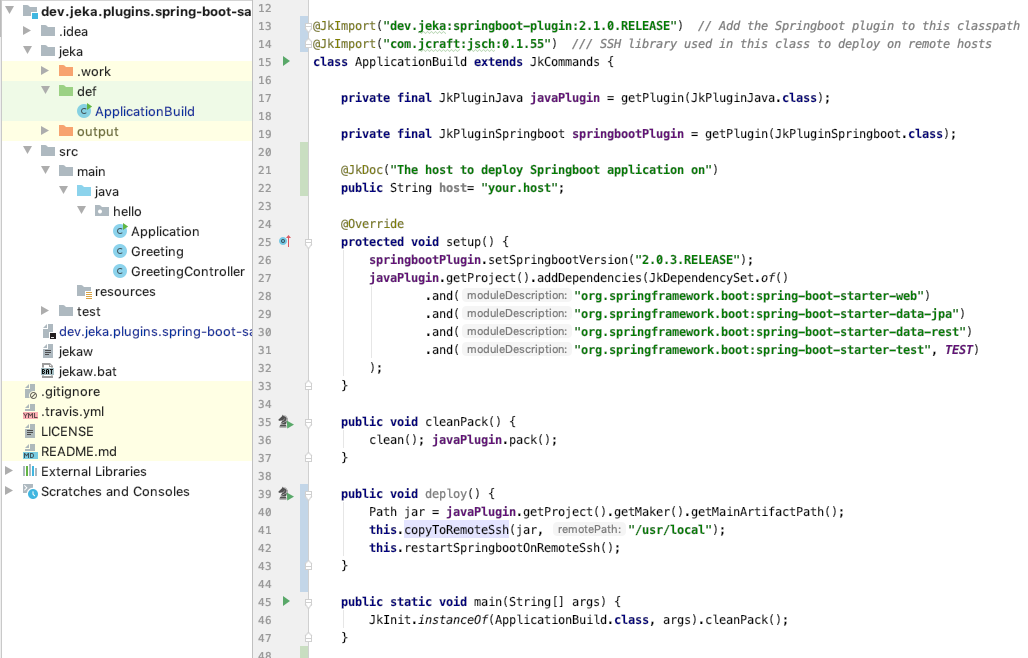 dev.jeka.plugins.spring-boot-sa
.idea
jeka
.work
def
ApplicationBuild
output
src
main
java
hello
Application
Greeting
GreetingController
resources
test
dev.jeka.plugins.spring-boot-sa
jekaw
jekaw.bat
.gitignore
.travis.yml
LICENSE
README.md
External Libraries
Scratches and Consoles
12
13 @JkImport("dev.jeka:springboot-plugin:2.1.0.RELEASE")  // Add the Springboot plugin to this classpath
14 @JkImport("com.jcraft:jsch:0.1.55")  /// SSH library used in this class to deploy on remote hosts
15 class ApplicationBuild extends JkCommands {
16
17     private final JkPluginJava javaPlugin = getPlugin(JkPluginJava.class);
18
19     private final JkPluginSpringboot springbootPlugin = getPlugin(JkPluginSpringboot.class);
20
21     @JkDoc("The host to deploy Springboot application on")
22     public String host= "your.host";
23
24     @Override
25     protected void setup() {
26         springbootPlugin.setSpringbootVersion("2.0.3.RELEASE");
27         javaPlugin.getProject().addDependencies(JkDependencySet.of()
28                 .and( moduleDescription: "org.springframework.boot:spring-boot-starter-web")
29                 .and( moduleDescription: "org.springframework.boot:spring-boot-starter-data-jpa")
30                 .and( moduleDescription: "org.springframework.boot:spring-boot-starter-data-rest")
31                 .and( moduleDescription: "org.springframework.boot:spring-boot-starter-test", TEST)
32         );
33     }
34
35     public void cleanPack() {
36         clean(); javaPlugin.pack();
37     }
38
39     public void deploy() {
40         Path jar = javaPlugin.getProject().getMaker().getMainArtifactPath();
41         this.copyToRemoteSsh(jar, remotePath: "/usr/local");
42         this.restartSpringbootOnRemoteSsh();
43     }
44
45     public static void main(String[] args) {
46         JkInit.instanceOf(ApplicationBuild.class, args).cleanPack();
47     }
48